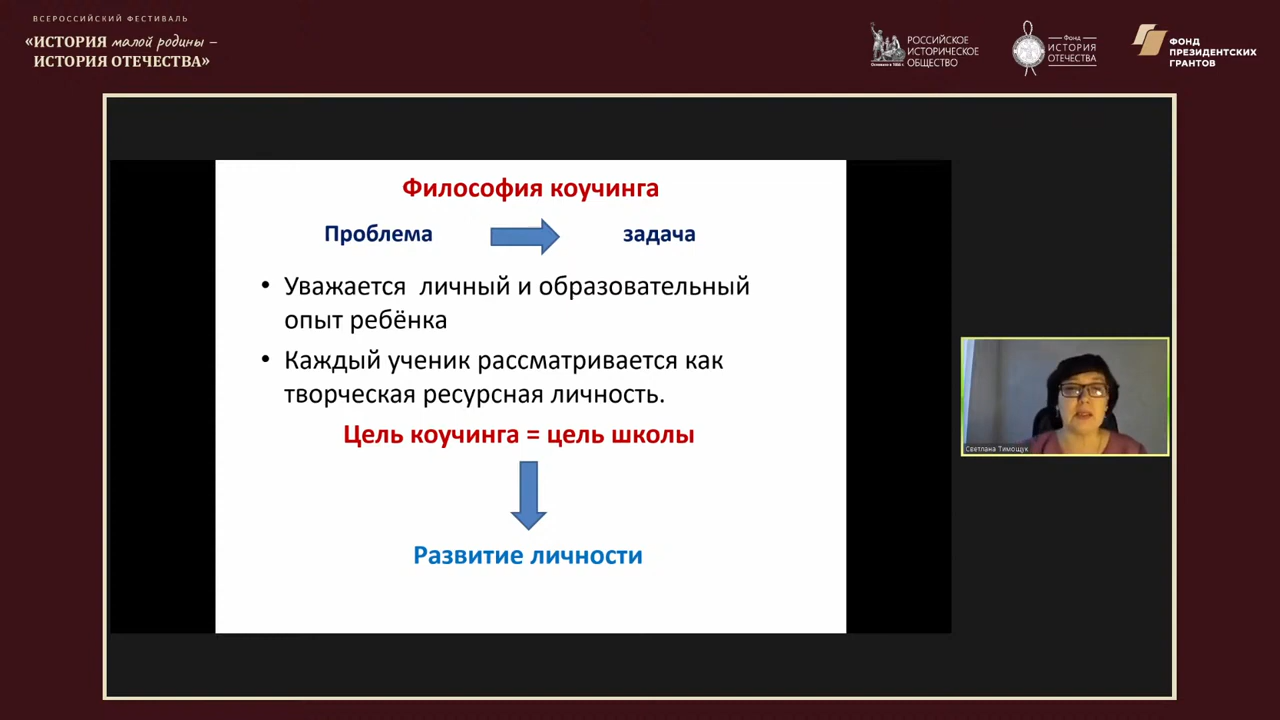 ВСЕРОССИЙСКИЙ ФЕСТИВАЛЬ
«ИСТОРИЯ малой родины –
ИСТОРИЯ ОТЕЧЕСТВА»
РОССИЙСКОЕ
ИСТОРИЧЕСКОЕ
ОБЩЕСТВО
Основано в 1866 г.
Фонд
ИСТОРИЯ
ОТЕЧЕСТВА
ФОНД
ПРЕЗИДЕНТСКИХ
ГРАНТОВ
Философия коучинга
Проблема задача
• Уважается личный и образовательный
опыт ребёнка
• Каждый ученик рассматривается как
творческая ресурсная личность.
Цель коучинга = цель школы
Развитие личности
Светлана Тимощук